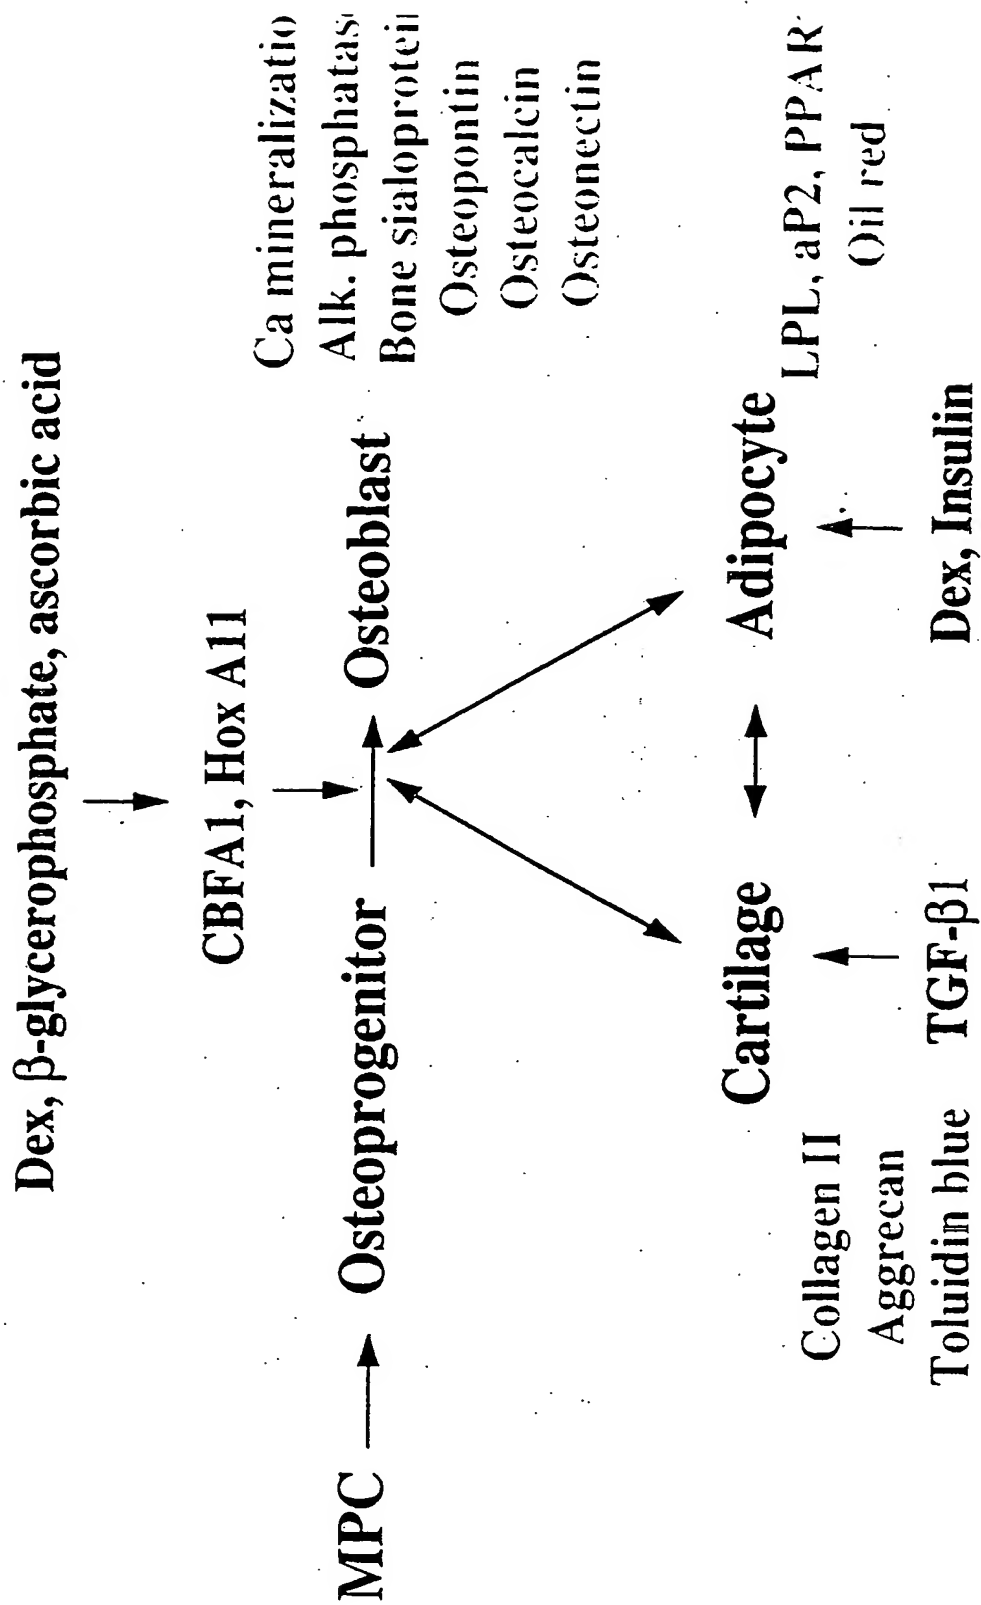 Dex, β-glycerophosphate, ascorbic acid
CBFA1, Hox A11
MPC
Osteoprogenitor
Osteoblast
Ca mineralizatio
Alk. phosphatas
Bone sialoprotei
Osteopontin
Osteocalcin
Osteonectin
Cartilage
Adipocyte
Collagen II
Aggrecan
Toluidin blue
TGF-β1
LPL, aP2, PPAR
Oil red
Dex, Insulin